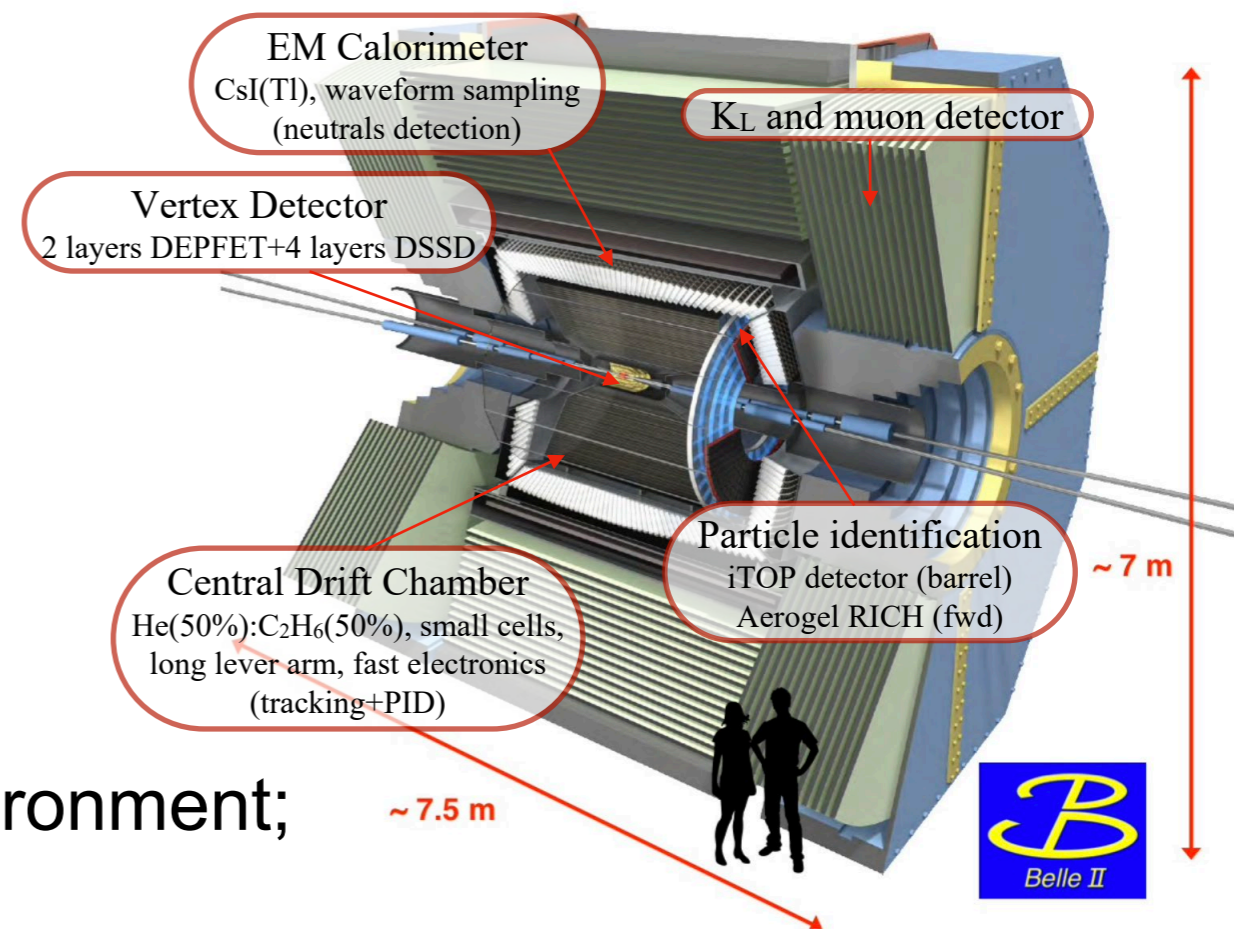 EM Calorimeter
CsI(Tl), waveform sampling
(neutrals detection)
K_L and muon detector
Vertex Detector
2 layers DEPFET+4 layers DSSD
Particle identification
iTOP detector (barrel)
Aerogel RICH (fwd)
~ 7 m
Central Drift Chamber
He(50%):C₂H₆(50%), small cells,
long lever arm, fast electronics
(tracking+PID)
ronment;
~ 7.5 m
B
Belle II